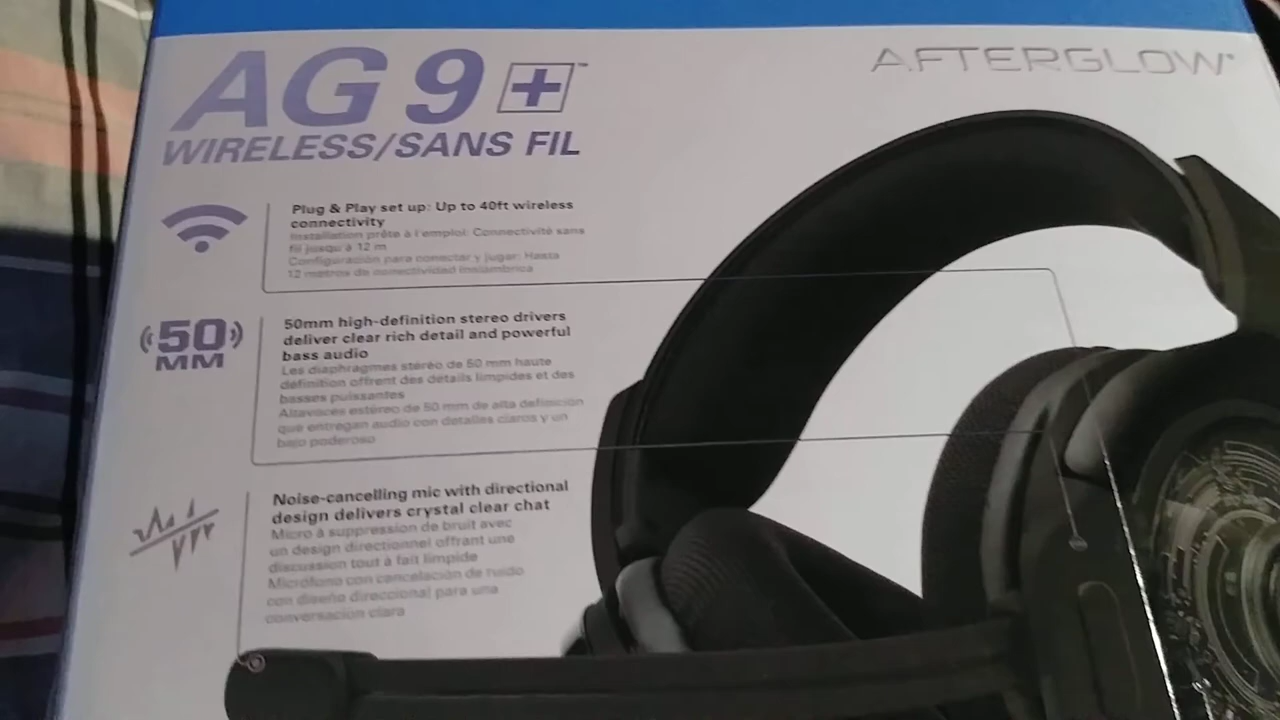 AG 9 +™
AFTERGLOW®
WIRELESS/SANS FIL
Plug & Play set up: Up to 40ft wireless
connectivity
Installation prête à l'emploi: Connectivité sans
fil jusqu'à 12 m
Configuración para conectar y jugar: Hasta
12 metros de conectividad inalámbrica
50
MM
50mm high-definition stereo drivers
deliver clear rich detail and powerful
bass audio
Les diaphragmes stéréo de 50 mm haute
définition offrent des détails limpides et des
basses puissantes
Altavoces estéreo de 50 mm de alta definición
que entregan audio con detalles claros y un
bajo poderoso
Noise-cancelling mic with directional
design delivers crystal clear chat
Micro à suppression de bruit avec
un design directionnel offrant une
discussion tout à fait limpide
Micrófono con cancelación de ruido
con diseño direccional para una
conversación clara